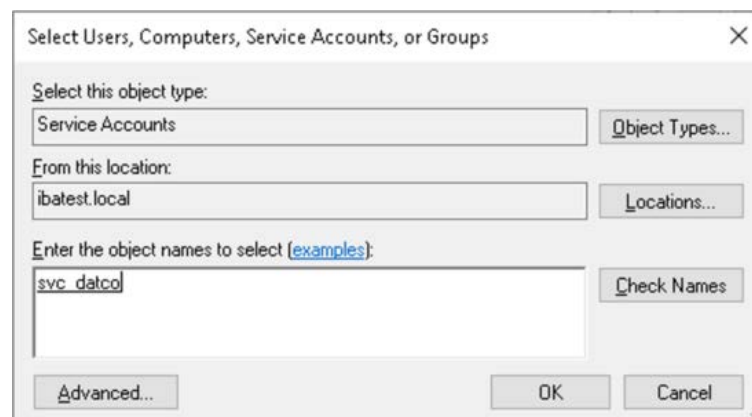 Select Users, Computers, Service Accounts, or Groups
Select this object type:
Service Accounts
Object Types...
From this location:
ibatest.local
Locations...
Enter the object names to select (examples):
svc_datco
Check Names
Advanced...
OK
Cancel